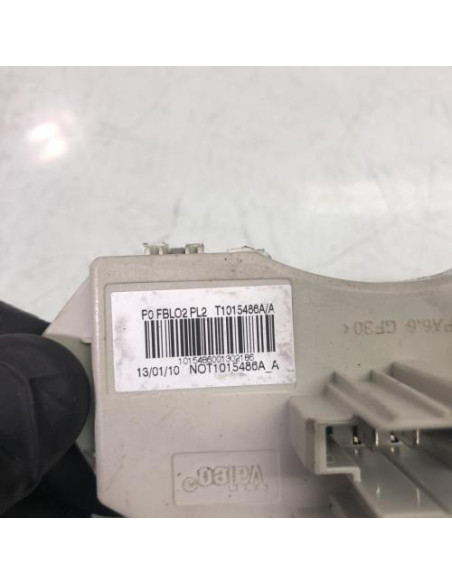 P0 FBLO2 PL2 T1015486A/A
1015486001302186
13/01/10 NOT1015486A_A
PA6.6 GF30<
Valeo